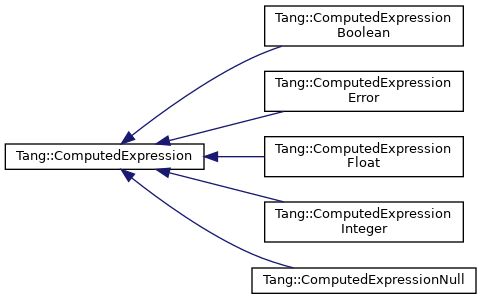 Tang::ComputedExpression
Boolean
Tang::ComputedExpression
Error
Tang::ComputedExpression
Tang::ComputedExpression
Float
Tang::ComputedExpression
Integer
Tang::ComputedExpressionNull